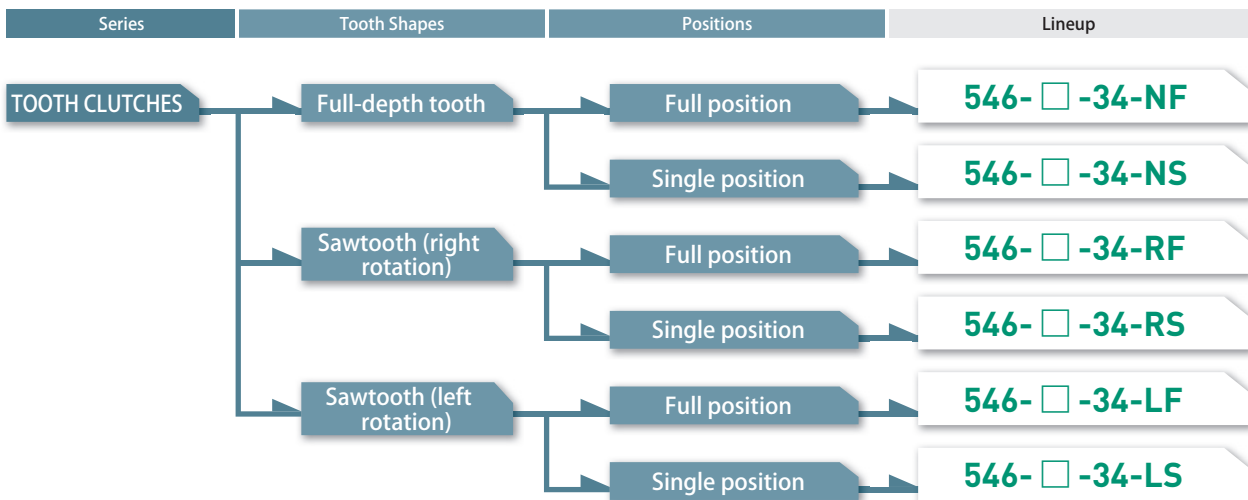 Series Tooth Shapes Positions Lineup
TOOTH CLUTCHES Full-depth tooth Full position 546- □ -34-NF
Single position 546- □ -34-NS
Sawtooth (right
rotation) Full position 546- □ -34-RF
Single position 546- □ -34-RS
Sawtooth (left
rotation) Full position 546- □ -34-LF
Single position 546- □ -34-LS